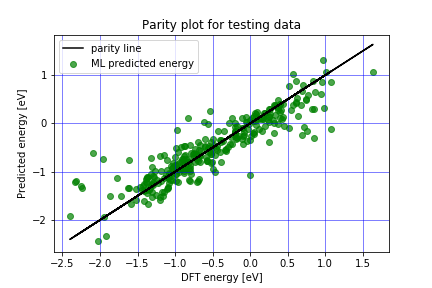 Parity plot for testing data
parity line
ML predicted energy
Predicted energy [eV]
1
0
−1
−2
−2.5 −2.0 −1.5 −1.0 −0.5 0.0 0.5 1.0 1.5
DFT energy [eV]